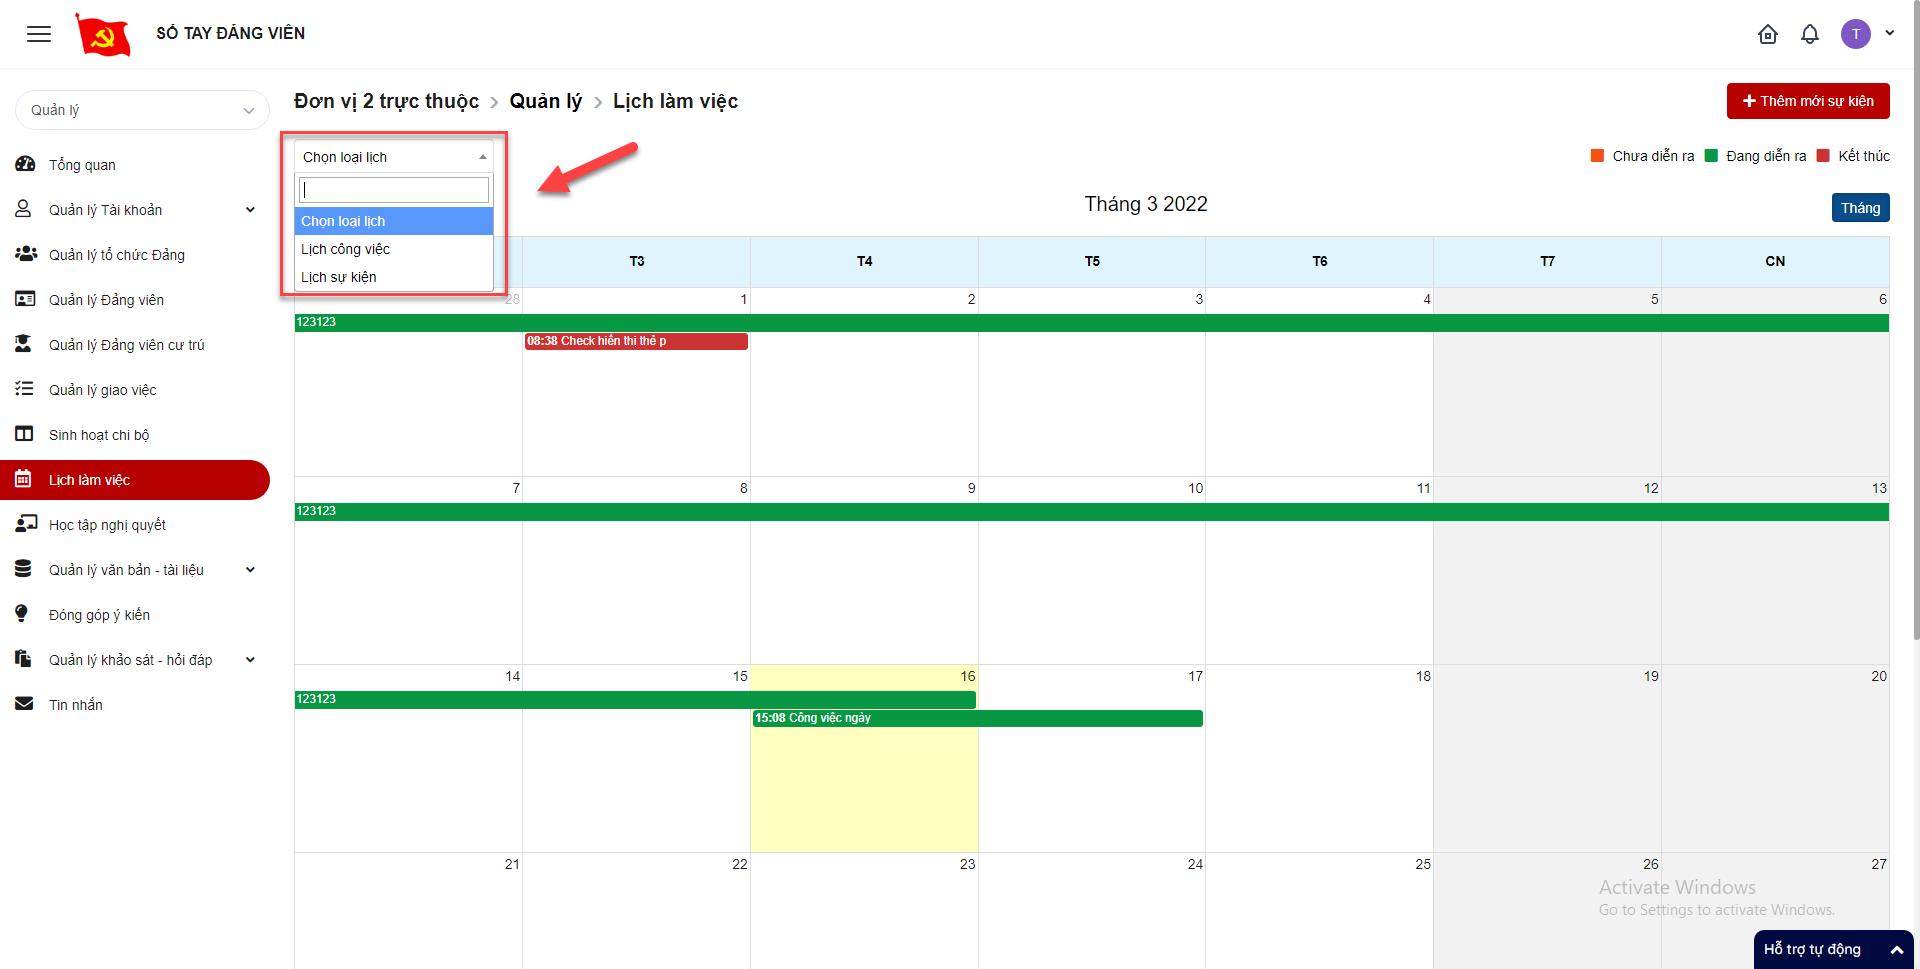 SỔ TAY ĐẢNG VIÊN
T
Quản lý
Tổng quan
Quản lý Tài khoản
Quản lý tổ chức Đảng
Quản lý Đảng viên
Quản lý Đảng viên cư trú
Quản lý giao việc
Sinh hoạt chi bộ
Lịch làm việc
Học tập nghị quyết
Quản lý văn bản - tài liệu
Đóng góp ý kiến
Quản lý khảo sát - hỏi đáp
Tin nhắn
Đơn vị 2 trực thuộc > Quản lý > Lịch làm việc
+ Thêm mới sự kiện
Chọn loại lịch
Chọn loại lịch
Lịch công việc
Lịch sự kiện
Chưa diễn ra Đang diễn ra Kết thúc
Tháng 3 2022
Tháng
T3 T4 T5 T6 T7 CN
28 1 2 3 4 5 6
123123
08:38 Check hiển thị thẻ p
7 8 9 10 11 12 13
123123
14 15 16 17 18 19 20
123123
15:08 Công việc ngày
21 22 23 24 25 26 27
Activate Windows
Go to Settings to activate Windows.
Hỗ trợ tự động